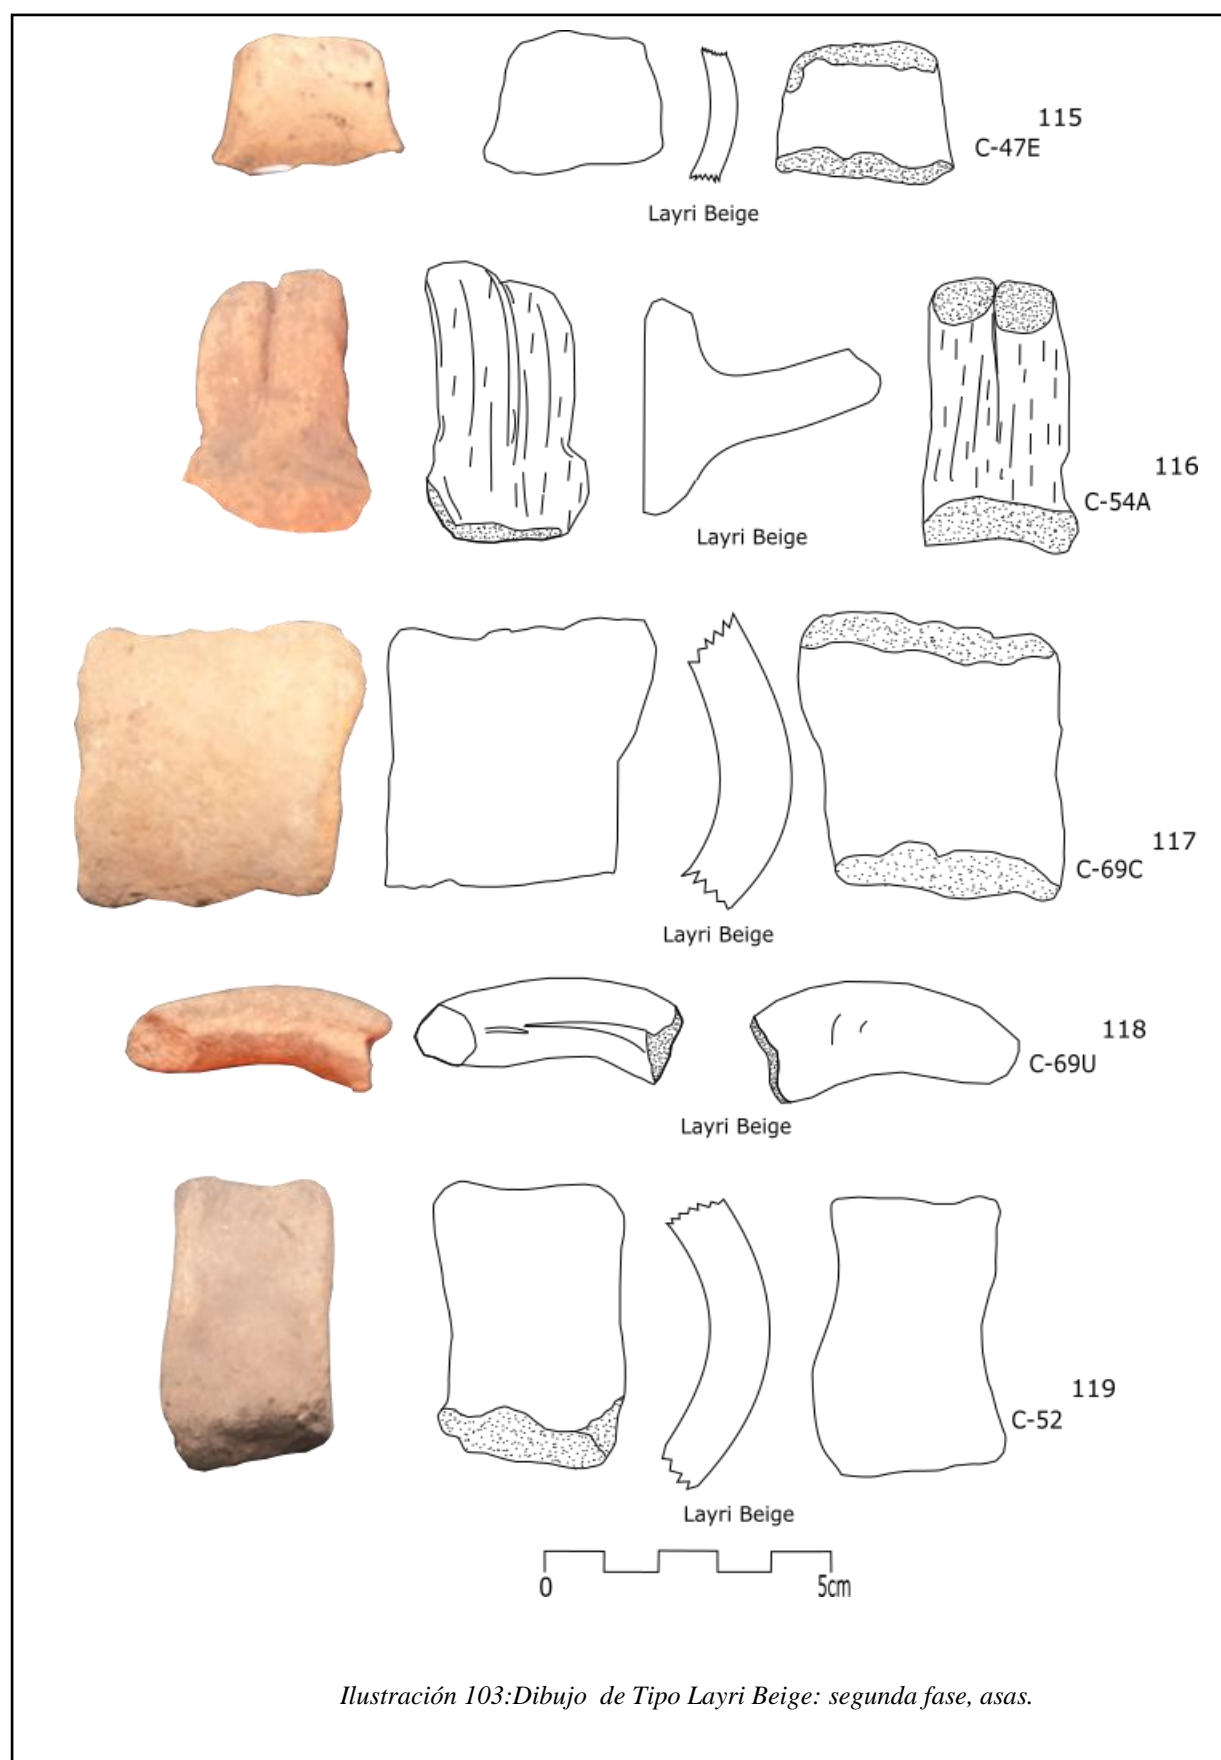 115
C-47E
Layri Beige
116
C-54A
Layri Beige
117
C-69C
Layri Beige
118
C-69U
Layri Beige
119
C-52
Layri Beige
0 5cm
Ilustración 103:Dibujo de Tipo Layri Beige: segunda fase, asas.